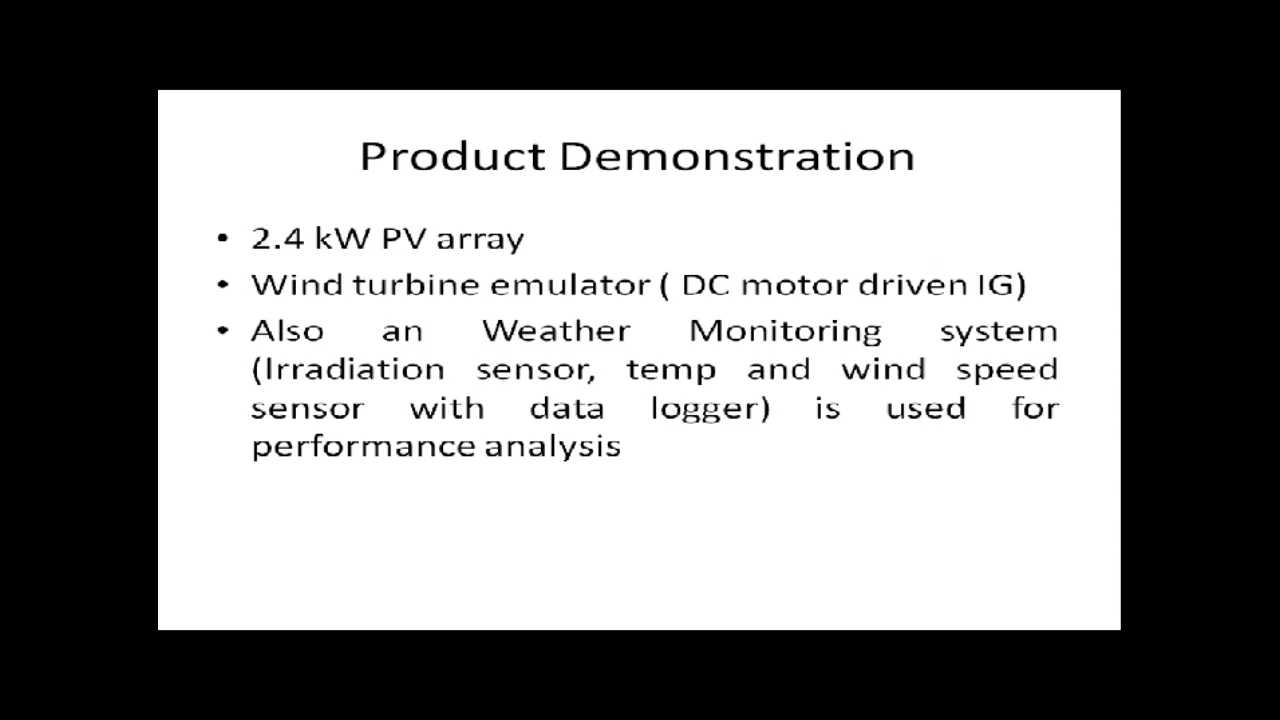 Product Demonstration
• 2.4 kW PV array
• Wind turbine emulator ( DC motor driven IG)
• Also an Weather Monitoring system
(Irradiation sensor, temp and wind speed
sensor with data logger) is used for
performance analysis